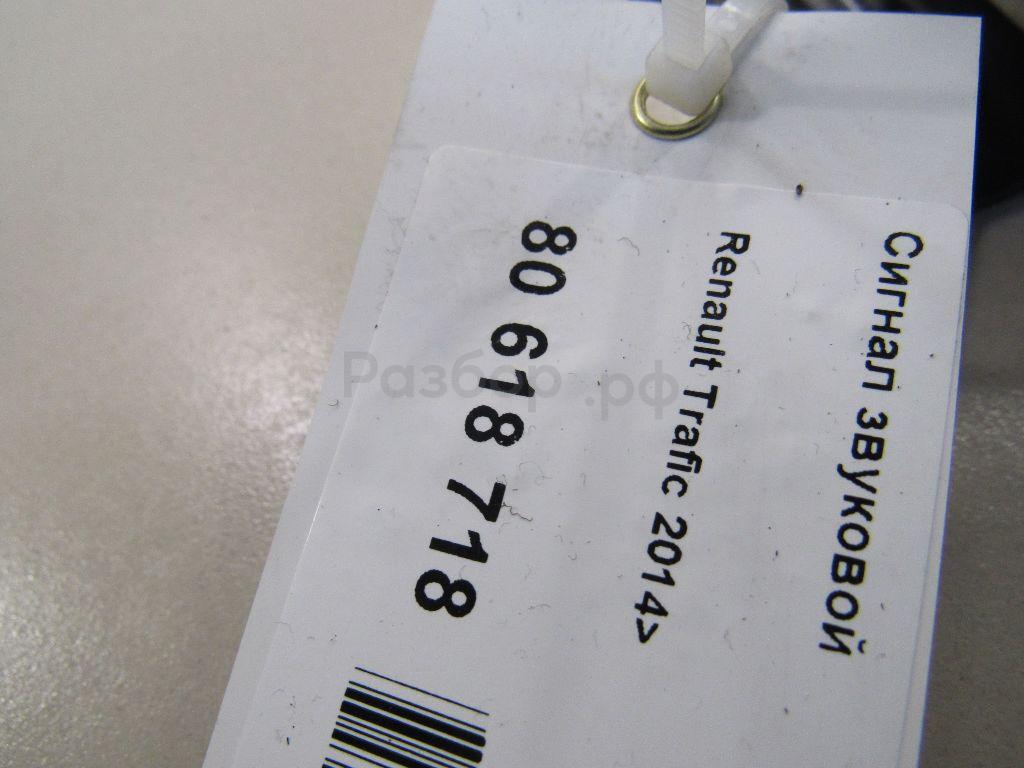 Сигнал звуковой
Renault Trafic 2014>
80 618 718
Разбор.рф